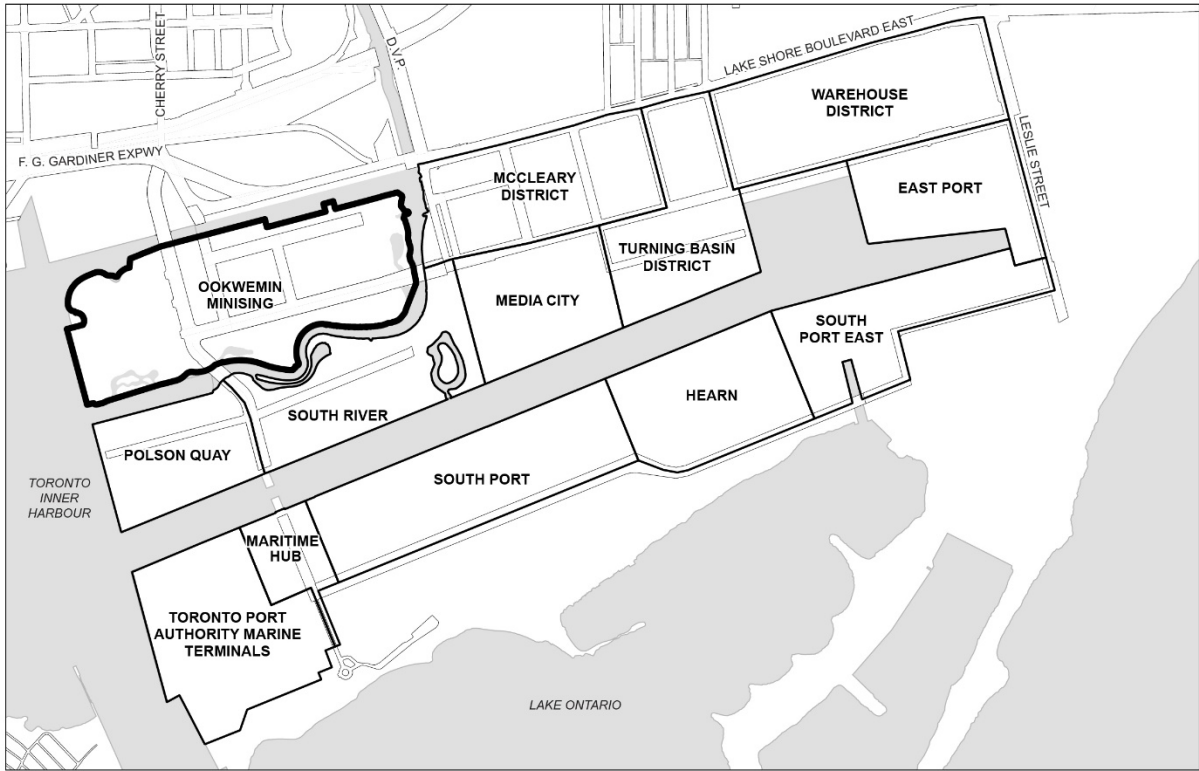 CHERRY STREET
D.V.P.
LAKE SHORE BOULEVARD EAST
WAREHOUSE
DISTRICT
LESLIE STREET
F. G. GARDINER EXPWY
MCCLEARY
DISTRICT
EAST PORT
OOKWEMIN
MINISING
TURNING BASIN
DISTRICT
MEDIA CITY
SOUTH
PORT EAST
HEARN
SOUTH RIVER
POLSON QUAY
TORONTO
INNER
HARBOUR
SOUTH PORT
MARITIME
HUB
TORONTO PORT
AUTHORITY MARINE
TERMINALS
LAKE ONTARIO